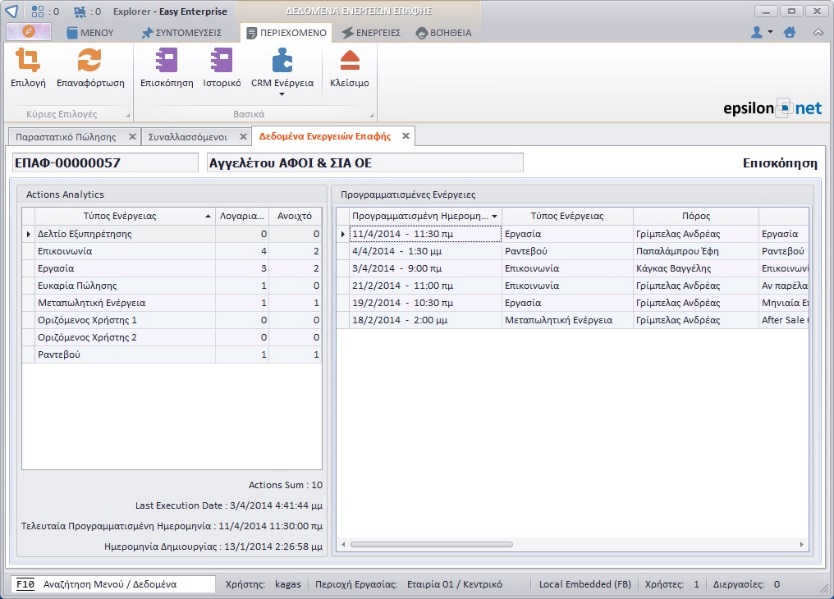 : 0 : 0 Explorer - Easy Enterprise ΔΕΔΟΜΕΝΑ ΕΝΕΡΓΕΙΩΝ ΕΠΑΦΗΣ
ΜΕΝΟΥ ΣΥΝΤΟΜΕΥΣΕΙΣ ΠΕΡΙΕΧΟΜΕΝΟ ΕΝΕΡΓΕΙΕΣ ΒΟΗΘΕΙΑ
Επιλογή Επαναφόρτωση Επισκόπηση Ιστορικό CRM Ενέργεια Κλείσιμο
Κύριες Επιλογές Βασικά
epsilon net
Παραστατικό Πώλησης Συναλλασσόμενοι Δεδομένα Ενεργειών Επαφής
ΕΠΑΦ-00000057 Αγγελέτου ΑΦΟΙ & ΣΙΑ ΟΕ Επισκόπηση
Actions Analytics
Τύπος Ενέργειας Λογαρια... Ανοιχτό
Δελτίο Εξυπηρέτησης 0 0
Επικοινωνία 4 2
Εργασία 3 2
Ευκαρία Πώλησης 1 0
Μεταπωλητική Ενέργεια 1 1
Οριζόμενος Χρήστης 1 0 0
Οριζόμενος Χρήστης 2 0 0
Ραντεβού 1 1
Actions Sum : 10
Last Execution Date : 3/4/2014 4:41:44 μμ
Τελευταία Προγραμματισμένη Ημερομηνία : 11/4/2014 11:30:00 πμ
Ημερομηνία Δημιουργίας : 13/1/2014 2:26:58 μμ
Προγραμματισμένες Ενέργειες
Προγραμματισμένη Ημερομη... Τύπος Ενέργειας Πόρος
11/4/2014 - 11:30 πμ Εργασία Γρίμπελας Ανδρέας Εργασία
4/4/2014 - 1:30 μμ Ραντεβού Παπαλάμπρου Έφη Ραντεβού
3/4/2014 - 9:00 πμ Επικοινωνία Κάγκας Βαγγέλης Επικοινων
21/2/2014 - 11:00 πμ Επικοινωνία Γρίμπελας Ανδρέας Αν παρέλα
19/2/2014 - 10:30 πμ Εργασία Γρίμπελας Ανδρέας Μηνιαία
18/2/2014 - 2:00 μμ Μεταπωλητική Ενέργεια Γρίμπελας Ανδρέας After Sale
F10 Αναζήτηση Μενού / Δεδομένα Χρήστης: kagas Περιοχή Εργασίας: Εταιρία 01 / Κεντρικό Local Embedded (FB) Χρήστες: 1 Διεργασίες: 0